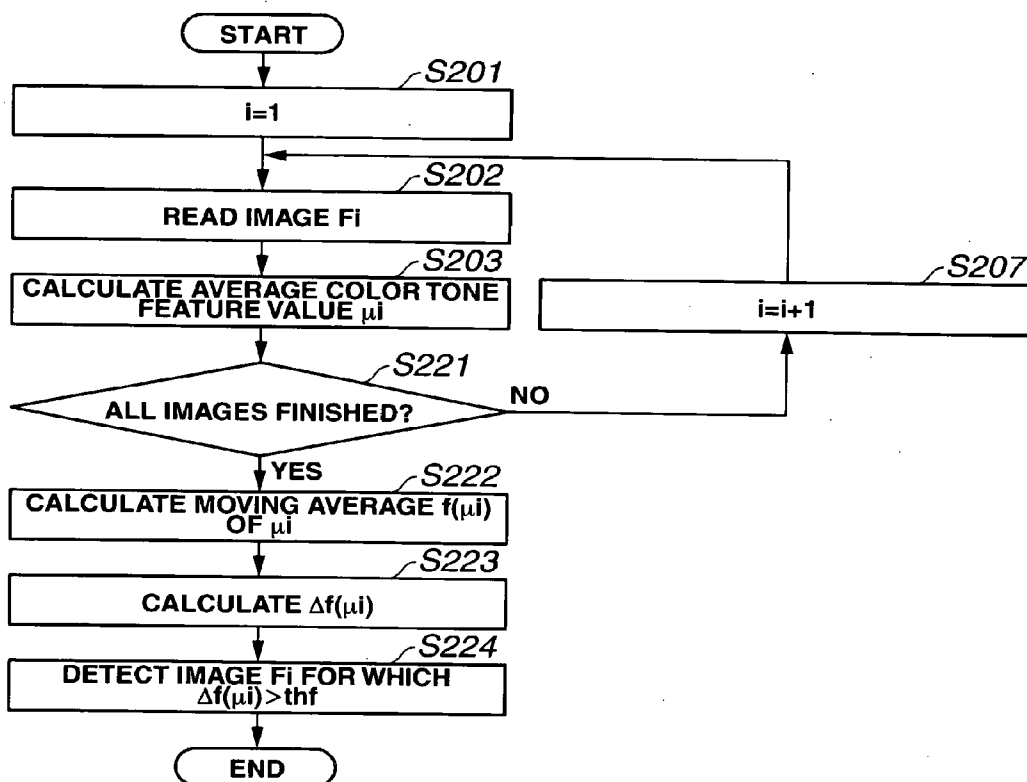 START
S201
i=1
S202
READ IMAGE Fi
S203
CALCULATE AVERAGE COLOR TONE
FEATURE VALUE μi
S207
i=i+1
S221
ALL IMAGES FINISHED?
NO
YES
S222
CALCULATE MOVING AVERAGE f(μi)
OF μi
S223
CALCULATE Δf(μi)
S224
DETECT IMAGE Fi FOR WHICH
Δf(μi)>thf
END